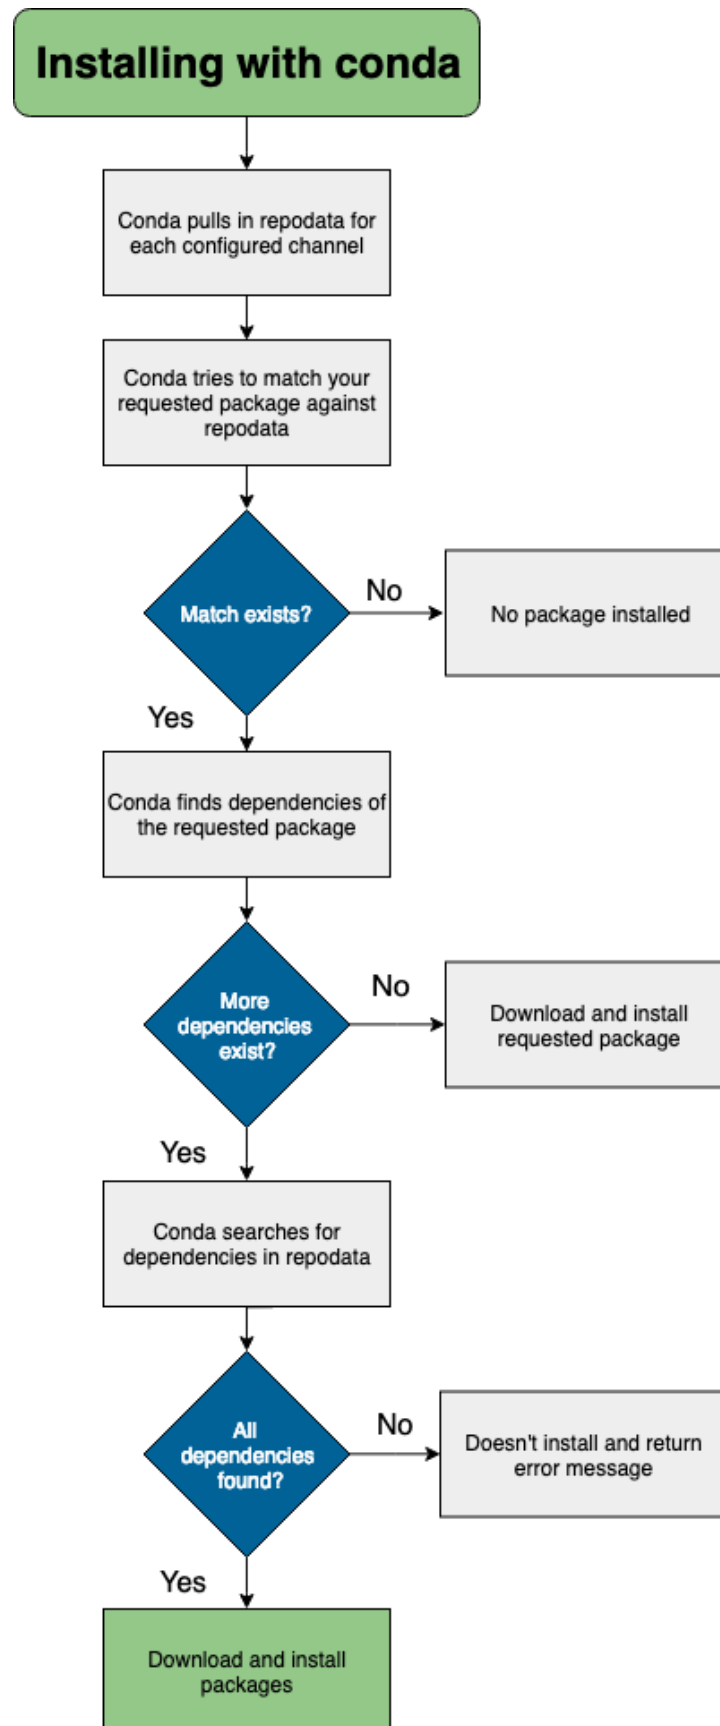 Installing with conda
Conda pulls in repodata for
each configured channel
Conda tries to match your
requested package against
repodata
Match exists?
No
No package installed
Yes
Conda finds dependencies of
the requested package
More
dependencies
exist?
No
Download and install
requested package
Yes
Conda searches for
dependencies in repodata
All
dependencies
found?
No
Doesn't install and return
error message
Yes
Download and install
packages